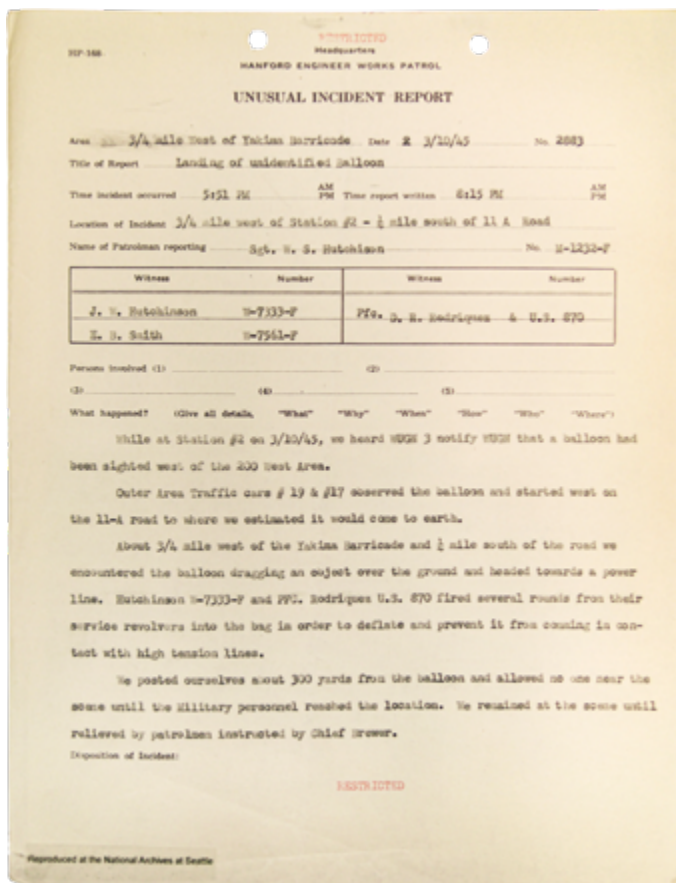 RESTRICTED
HP-168
Headquarters
HANFORD ENGINEER WORKS PATROL
UNUSUAL INCIDENT REPORT
Area 3/4 mile West of Yakima Barricade Date 3/10/45 No. 2883
Title of Report Landing of unidentified Balloon
Time incident occurred 5:51 PM AM PM Time report written 8:15 PM AM PM
Location of Incident 3/4 mile west of Station #2 - ¼ mile south of 11 A Road
Name of Patrolman reporting Sgt. W. S. Hutchison No. M-1232-F
Witness Number Witness Number
J. W. Hutchinson W-7333-F Pfc. D. R. Rodriquez & U.S. 870
E. B. Smith W-7561-F
Persons involved (1) (2)
(3) (4) (5)
What happened? (Give all details, "What" "Why" "When" "How" "Who" "Where")
While at Station #2 on 3/10/45, we heard WUGN 3 notify WUGN that a balloon had
been sighted west of the 200 West Area.
Outer Area Traffic cars # 19 & #17 observed the balloon and started west on
the 11-A road to where we estimated it would come to earth.
About 3/4 mile west of the Yakima Barricade and ¼ mile south of the road we
encountered the balloon dragging an object over the ground and headed towards a power
line. Hutchinson W-7333-F and PFC. Rodriquez U.S. 870 fired several rounds from their
service revolvers into the bag in order to deflate and prevent it from coming in con-
tact with high tension lines.
We posted ourselves about 300 yards from the balloon and allowed no one near the
scene until the Military personnel reached the location. We remained at the scene until
relieved by patrolmen instructed by Chief Brewer.
Disposition of Incident:
RESTRICTED
Reproduced at the National Archives at Seattle